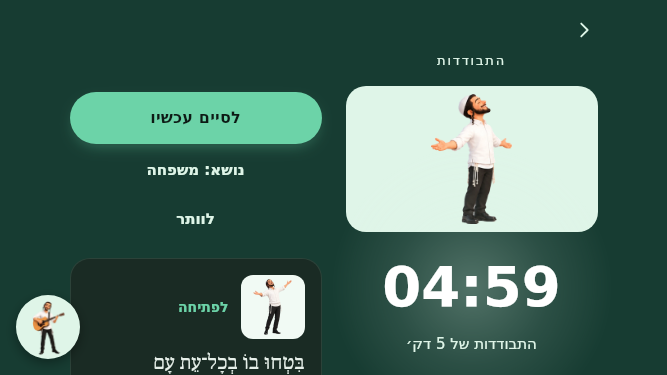 התבודדות
04:59
התבודדות של 5 דק׳
לסיים עכשיו
נושא: משפחה
לוותר
לפתיחה
בִּטְחוּ בוֹ בְכׇל־עֵת עָם